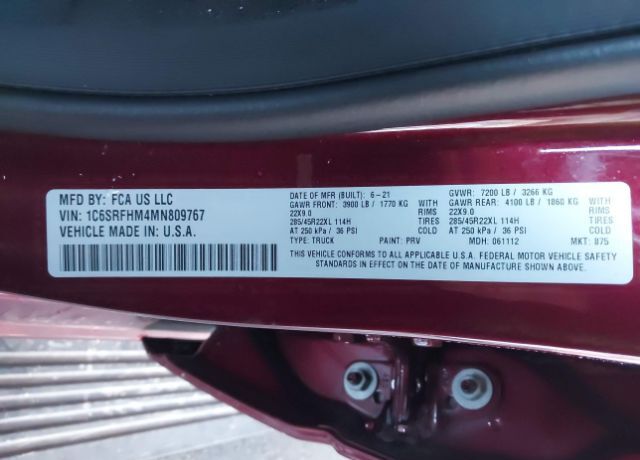 MFD BY: FCA US LLC
VIN: 1C6SRFHM4MN809767
VEHICLE MADE IN: U.S.A.
DATE OF MFR (BUILT): 6-21 GVWR: 7200 LB / 3266 KG
GAWR FRONT: 3900 LB / 1770 KG GAWR REAR: 4100 LB / 1860 KG
22X9.0 RIMS 22X9.0 RIMS
285/45R22XL 114H TIRES 285/45R22XL 114H TIRES
AT 250 kPa / 36 PSI COLD AT 250 kPa / 36 PSI COLD
TYPE: TRUCK PAINT: PRV MDH: 061112 MKT: 875
THIS VEHICLE CONFORMS TO ALL APPLICABLE U.S.A. FEDERAL MOTOR VEHICLE SAFETY
STANDARDS IN EFFECT ON THE DATE OF MANUFACTURE SHOWN ABOVE.